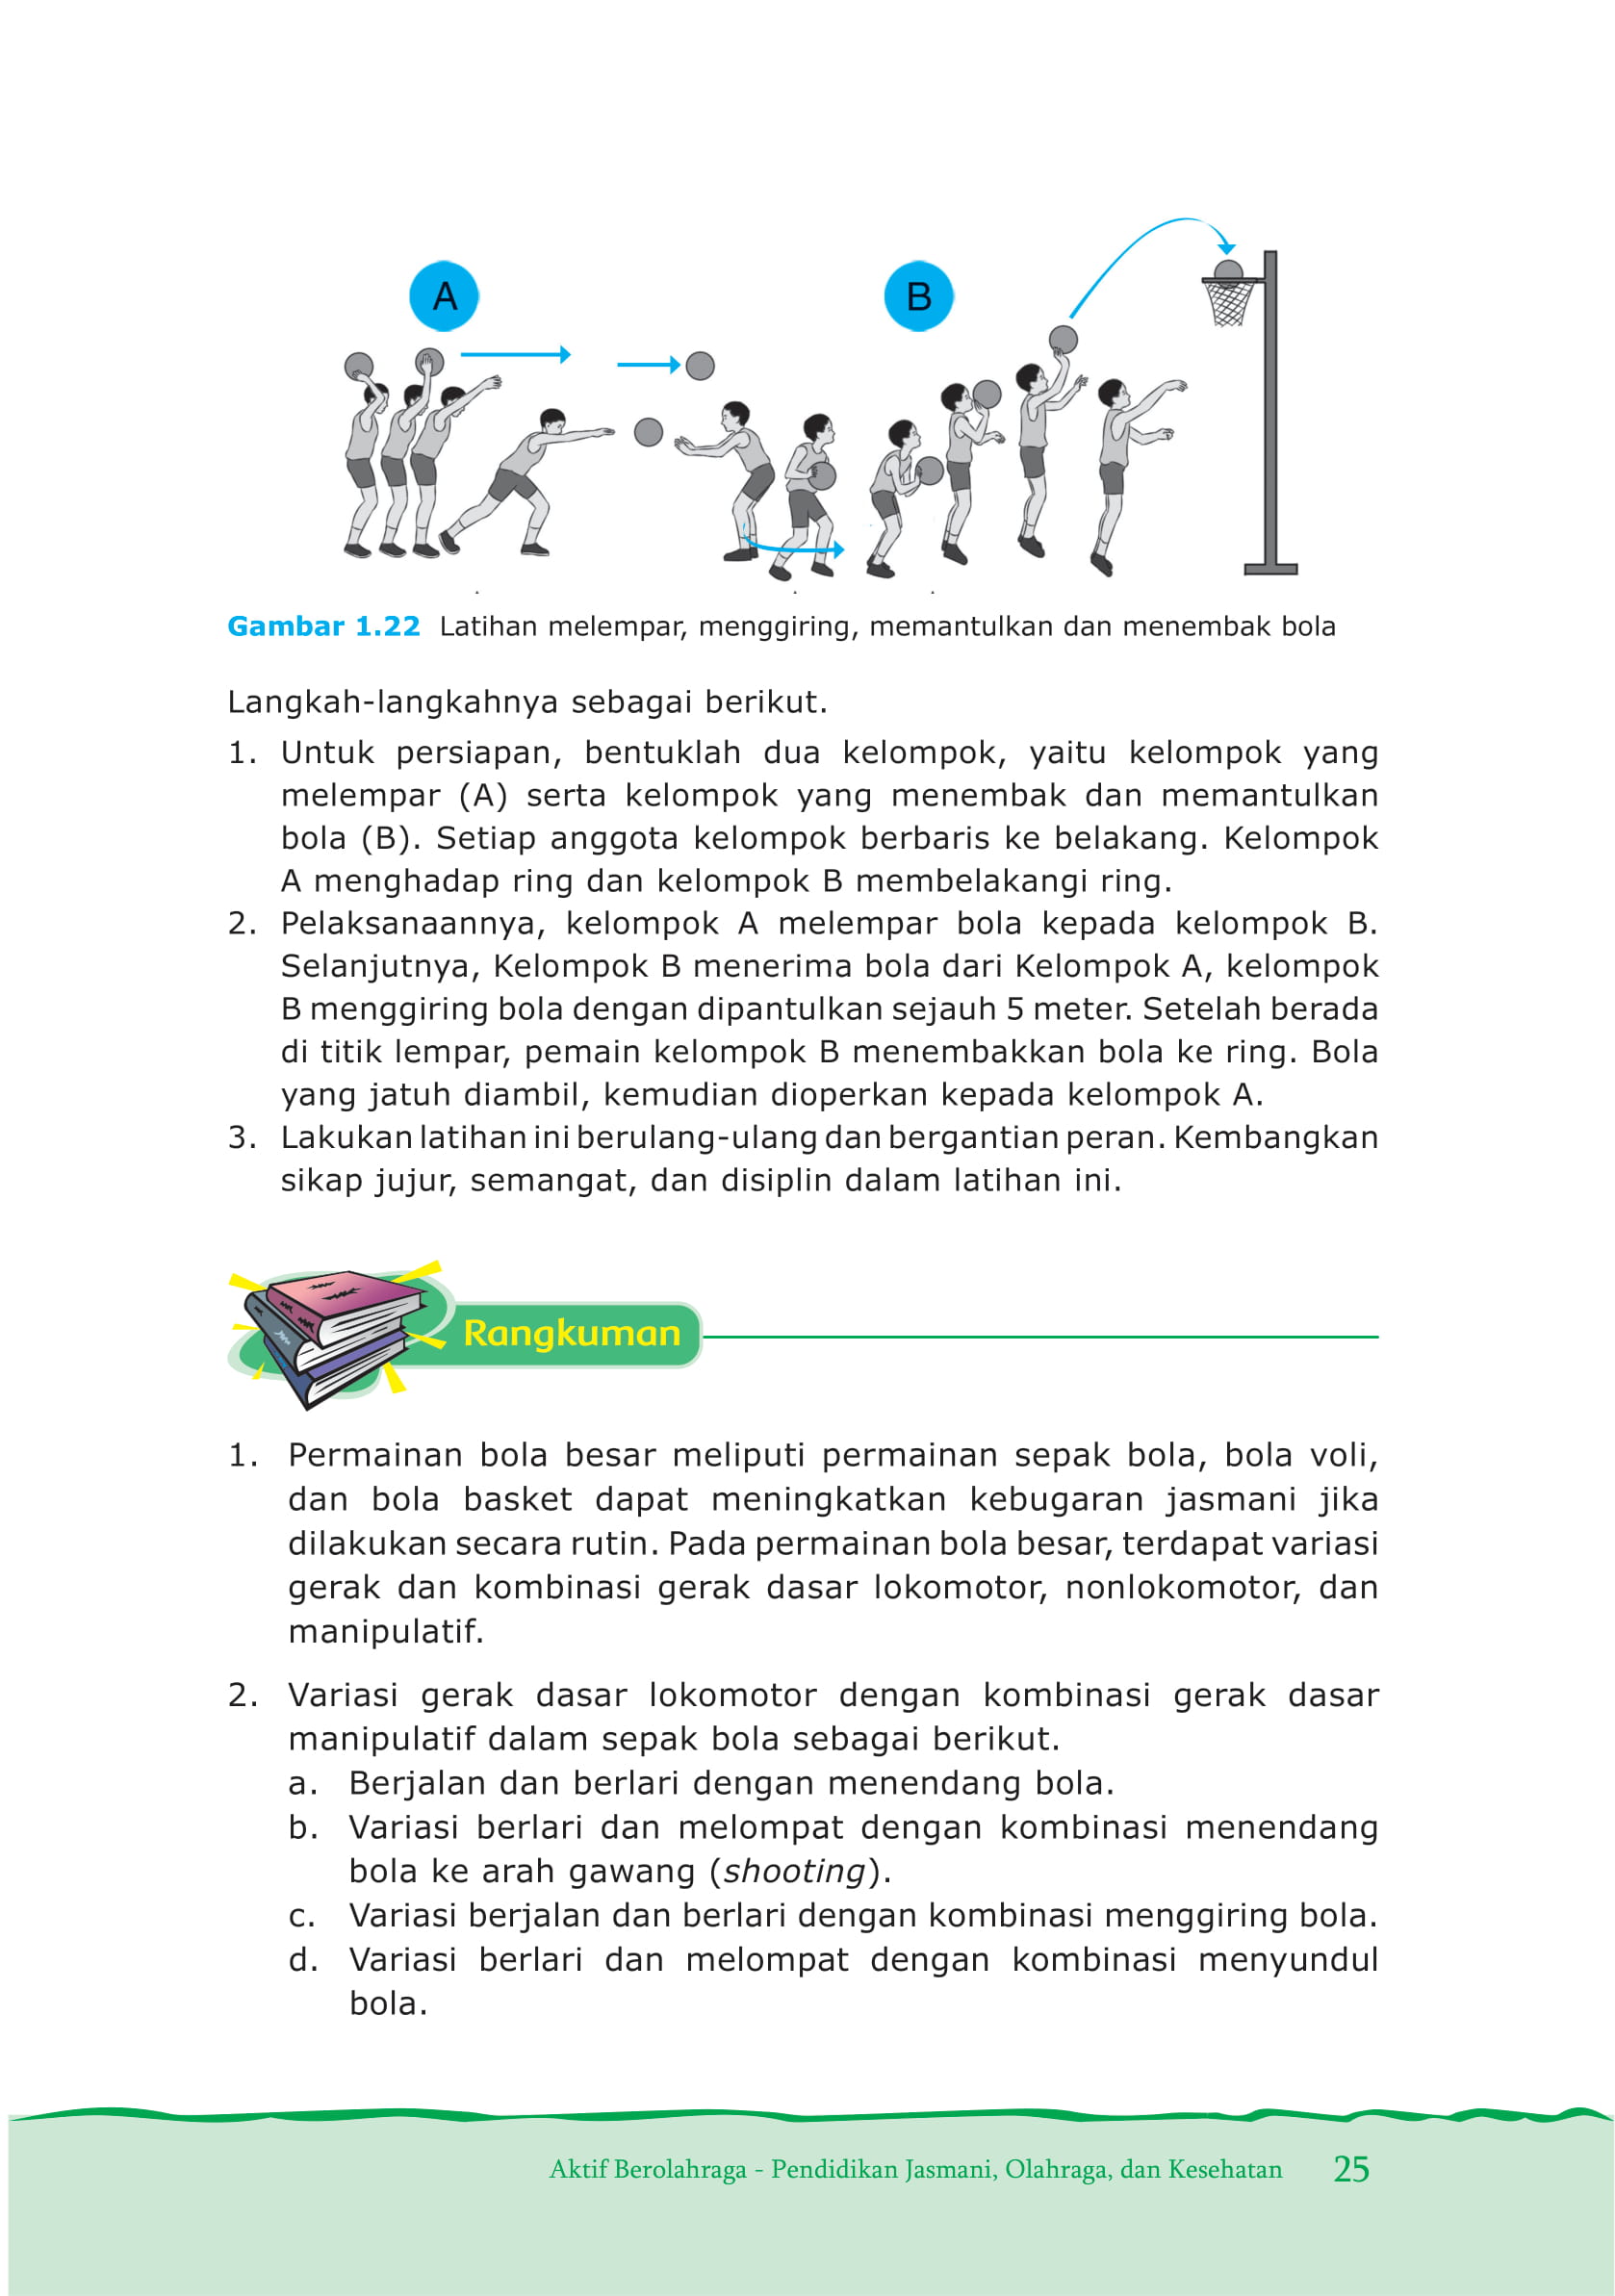 A
B
Gambar 1.22 Latihan melempar, menggiring, memantulkan dan menembak bola
Langkah-langkahnya sebagai berikut.
1. Untuk persiapan, bentuklah dua kelompok, yaitu kelompok yang
melempar (A) serta kelompok yang menembak dan memantulkan
bola (B). Setiap anggota kelompok berbaris ke belakang. Kelompok
A menghadap ring dan kelompok B membelakangi ring.
2. Pelaksanaannya, kelompok A melempar bola kepada kelompok B.
Selanjutnya, Kelompok B menerima bola dari Kelompok A, kelompok
B menggiring bola dengan dipantulkan sejauh 5 meter. Setelah berada
di titik lempar, pemain kelompok B menembakkan bola ke ring. Bola
yang jatuh diambil, kemudian dioperkan kepada kelompok A.
3. Lakukan latihan ini berulang-ulang dan bergantian peran. Kembangkan
sikap jujur, semangat, dan disiplin dalam latihan ini.
Rangkuman
1. Permainan bola besar meliputi permainan sepak bola, bola voli,
dan bola basket dapat meningkatkan kebugaran jasmani jika
dilakukan secara rutin. Pada permainan bola besar, terdapat variasi
gerak dan kombinasi gerak dasar lokomotor, nonlokomotor, dan
manipulatif.
2. Variasi gerak dasar lokomotor dengan kombinasi gerak dasar
manipulatif dalam sepak bola sebagai berikut.
a. Berjalan dan berlari dengan menendang bola.
b. Variasi berlari dan melompat dengan kombinasi menendang
bola ke arah gawang (shooting).
c. Variasi berjalan dan berlari dengan kombinasi menggiring bola.
d. Variasi berlari dan melompat dengan kombinasi menyundul
bola.
Aktif Berolahraga - Pendidikan Jasmani, Olahraga, dan Kesehatan 25